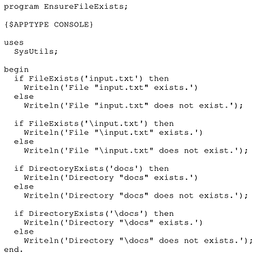 program EnsureFileExists;

{$APPTYPE CONSOLE}

uses
  SysUtils;

begin
  if FileExists('input.txt') then
    Writeln('File "input.txt" exists.')
  else
    Writeln('File "input.txt" does not exist.');

  if FileExists('\input.txt') then
    Writeln('File "\input.txt" exists.')
  else
    Writeln('File "\input.txt" does not exist.');

  if DirectoryExists('docs') then
    Writeln('Directory "docs" exists.')
  else
    Writeln('Directory "docs" does not exists.');

  if DirectoryExists('\docs') then
    Writeln('Directory "\docs" exists.')
  else
    Writeln('Directory "\docs" does not exists.');
end.